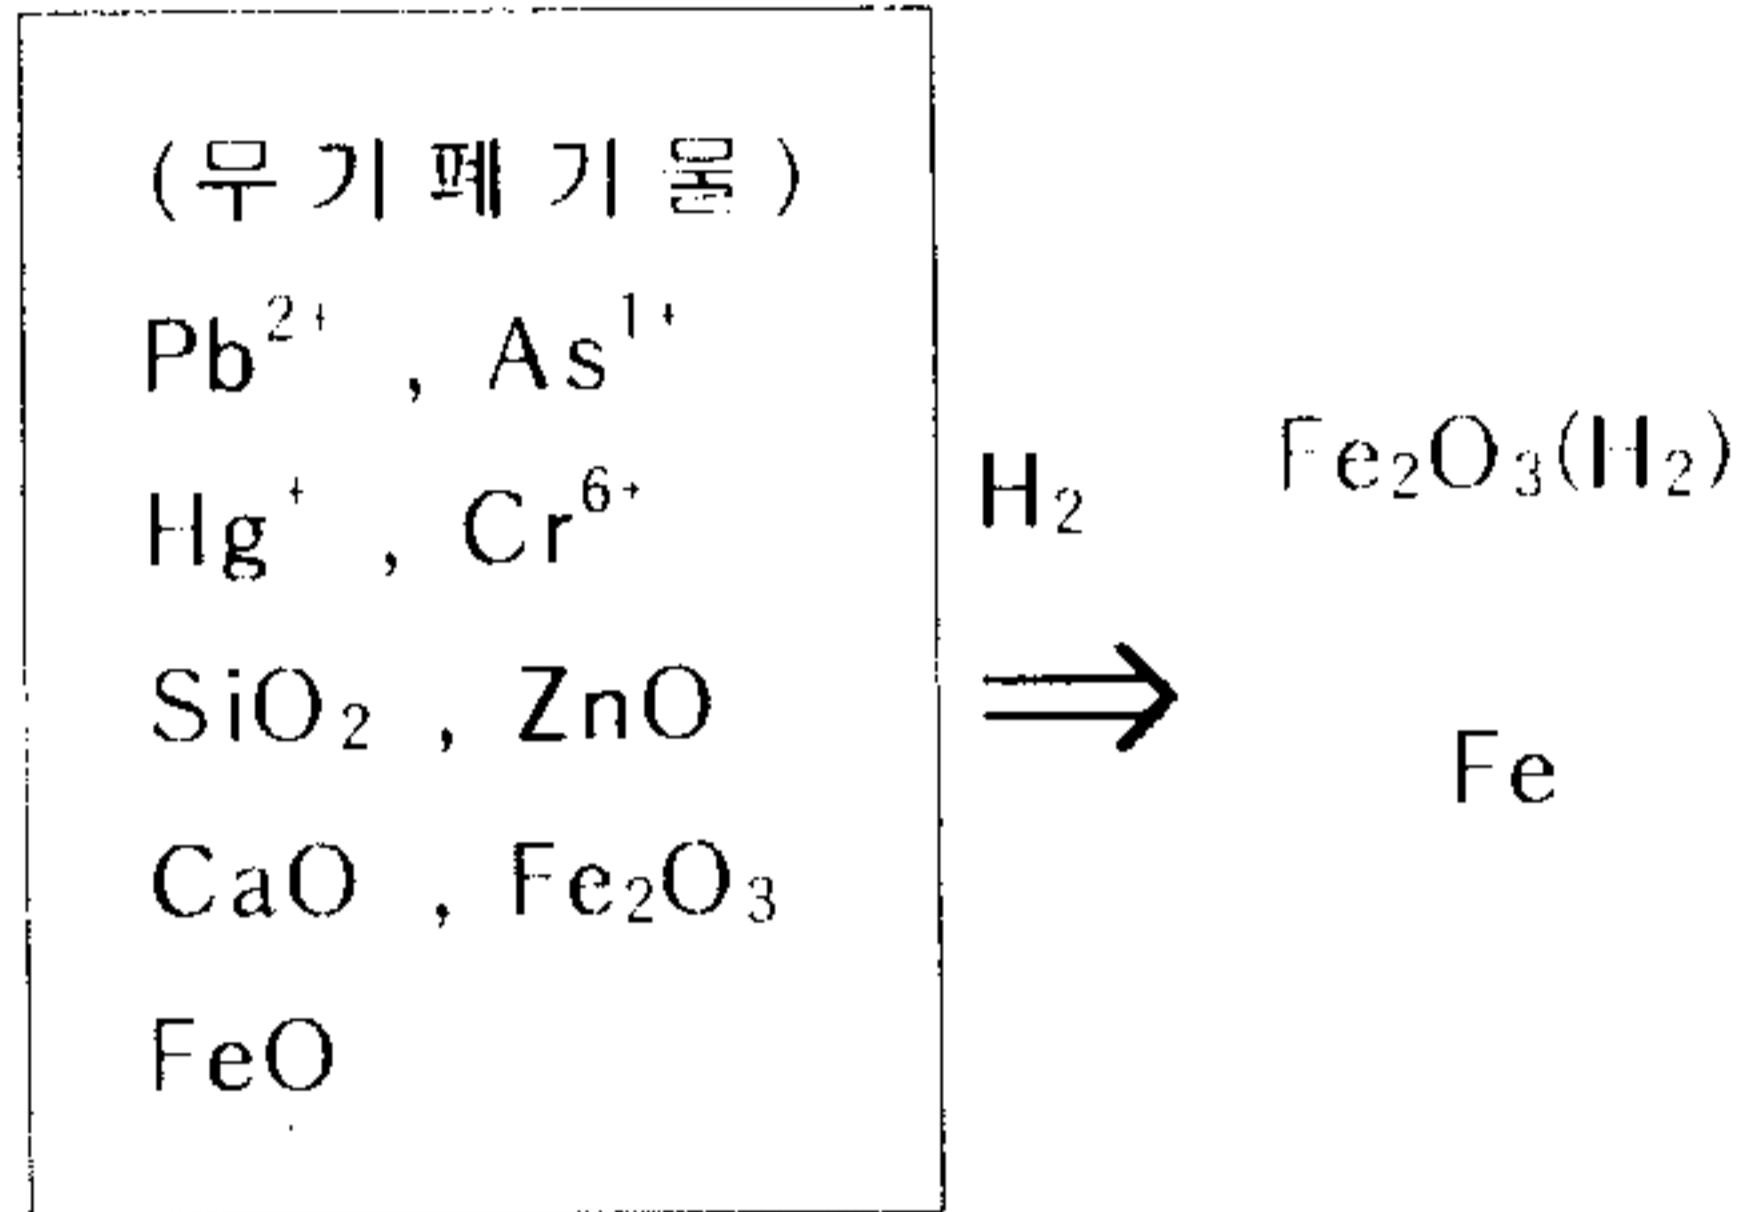 (무기폐기물)
Pb²⁺ , As¹⁺
Hg⁺ , Cr⁶⁺
SiO₂ , ZnO
CaO , Fe₂O₃
FeO
H₂
Fe₂O₃(H₂)
Fe